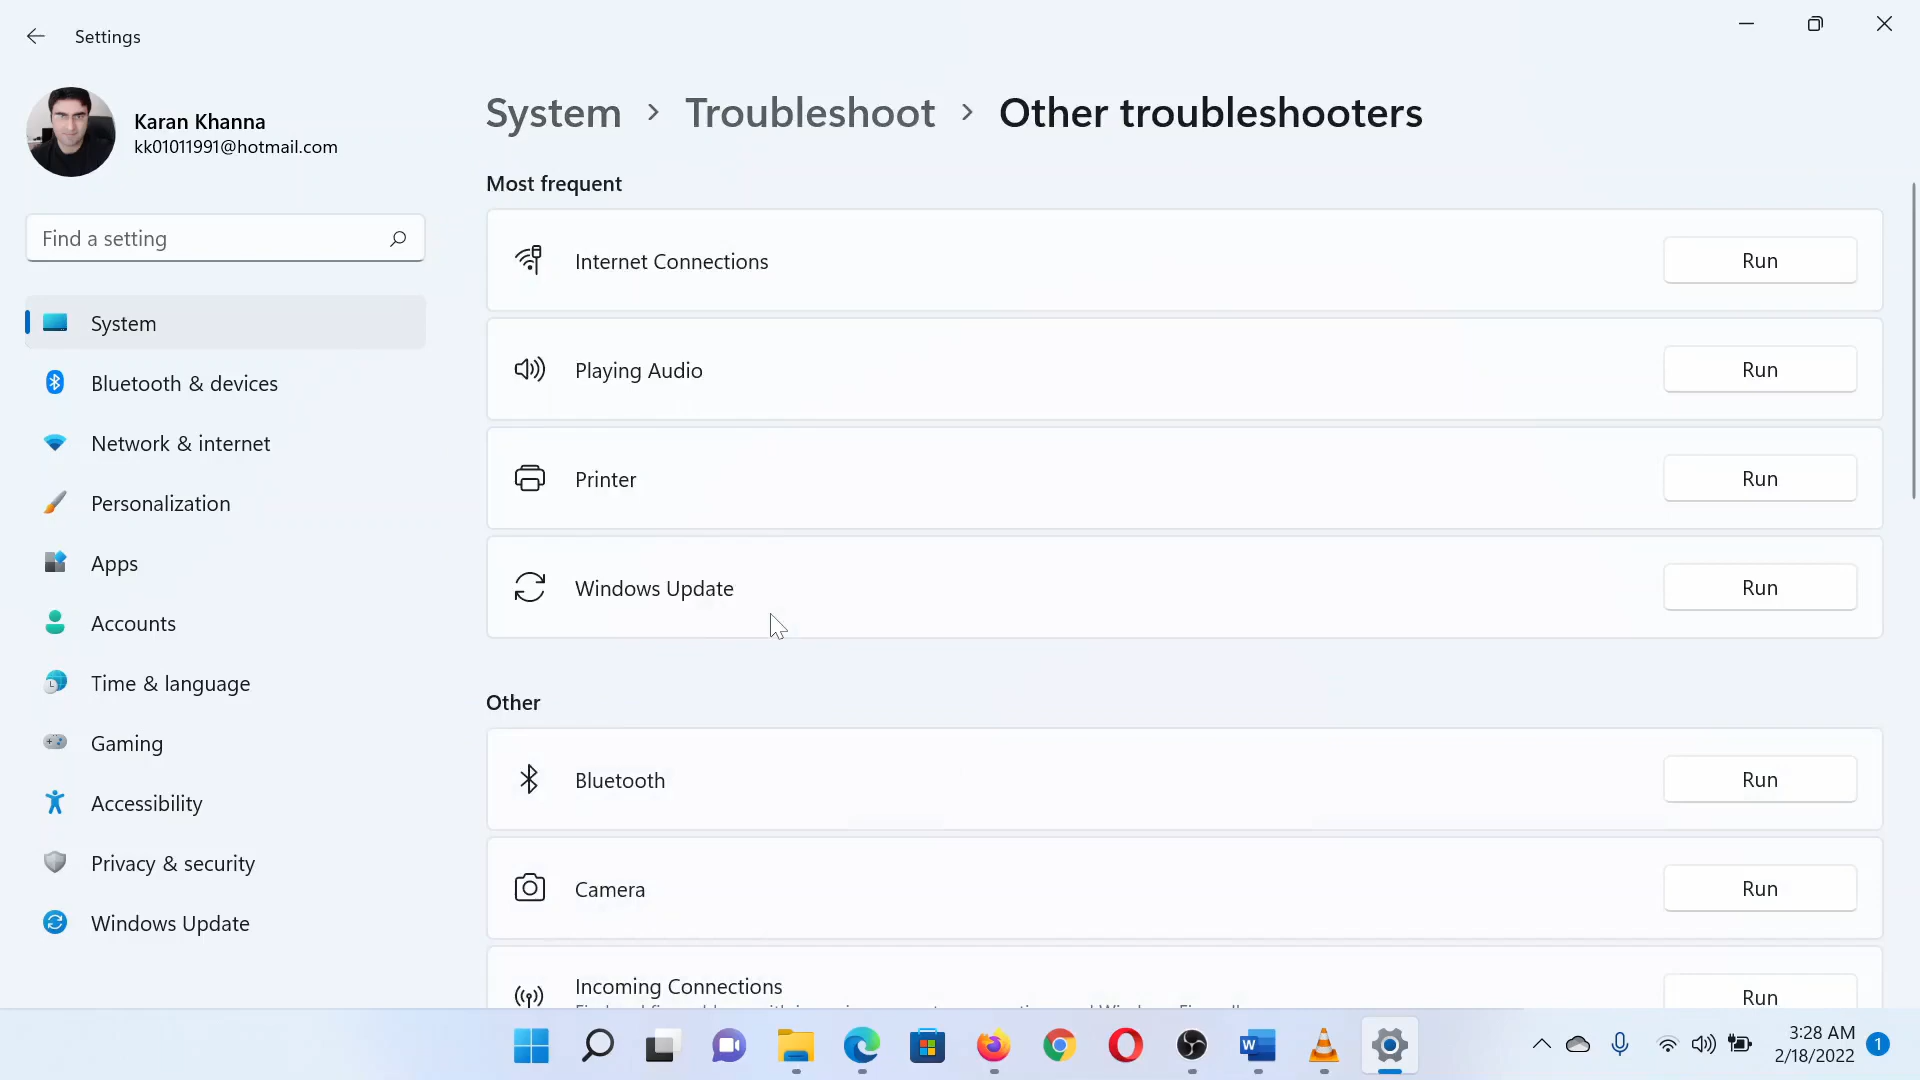 Settings
Karan Khanna
kk01011991@hotmail.com
Find a setting
System
Bluetooth & devices
Network & internet
Personalization
Apps
Accounts
Time & language
Gaming
Accessibility
Privacy & security
Windows Update
System > Troubleshoot > Other troubleshooters
Most frequent
Internet Connections Run
Playing Audio Run
Printer Run
Windows Update Run
Other
Bluetooth Run
Camera Run
Incoming Connections Run
3:28 AM
2/18/2022
1